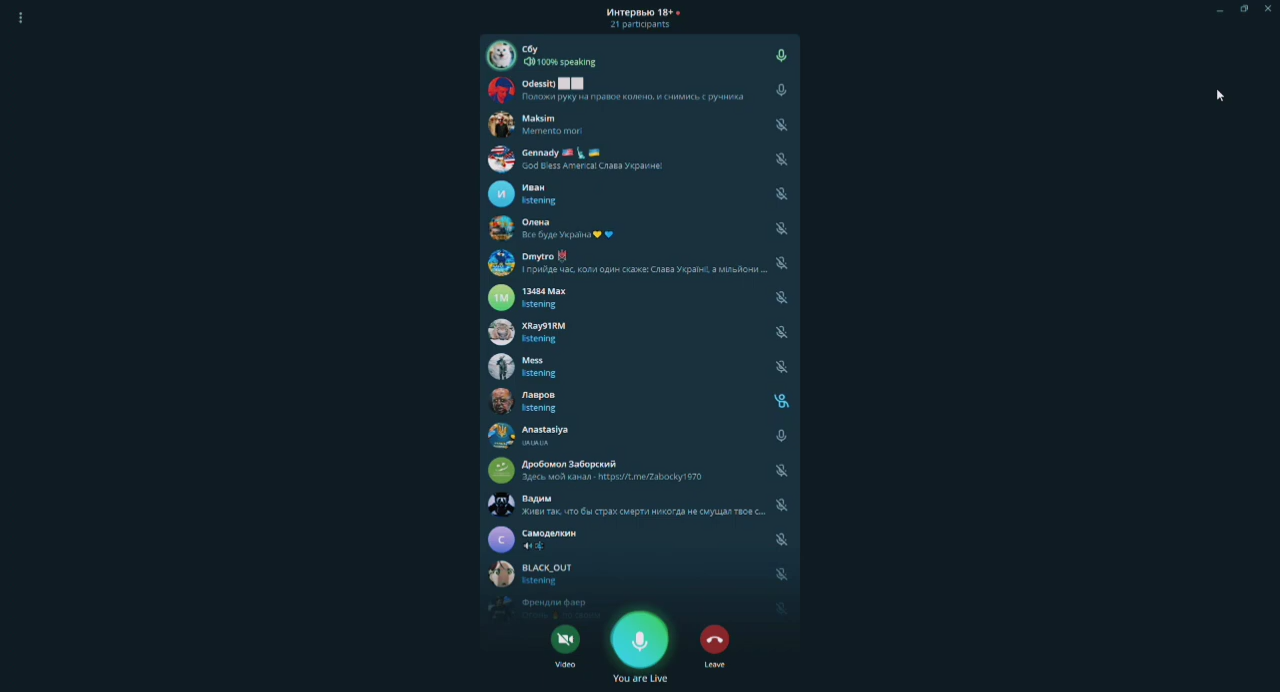 Интервью 18+
21 participants
Сбу
100% speaking
Odessit)
Положи руку на правое колено, и снимись с ручника
Maksim
Memento mori
Gennady
God Bless America! Слава Украине!
И
Иван
listening
Олена
Все буде Україна
Dmytro
І прийде час, коли один скаже: Слава Україні!, а мільйони ...
1M
13484 Max
listening
XRay91RM
listening
Mess
listening
Лавров
listening
Anastasiya
Дробомол Заборский
Здесь мой канал - https://t.me/Zabocky1970
Вадим
Живи так, что бы страх смерти никогда не смущал твое с...
С
Самоделкин
BLACK_OUT
listening
Френдли фаер
Video
Leave
You are Live